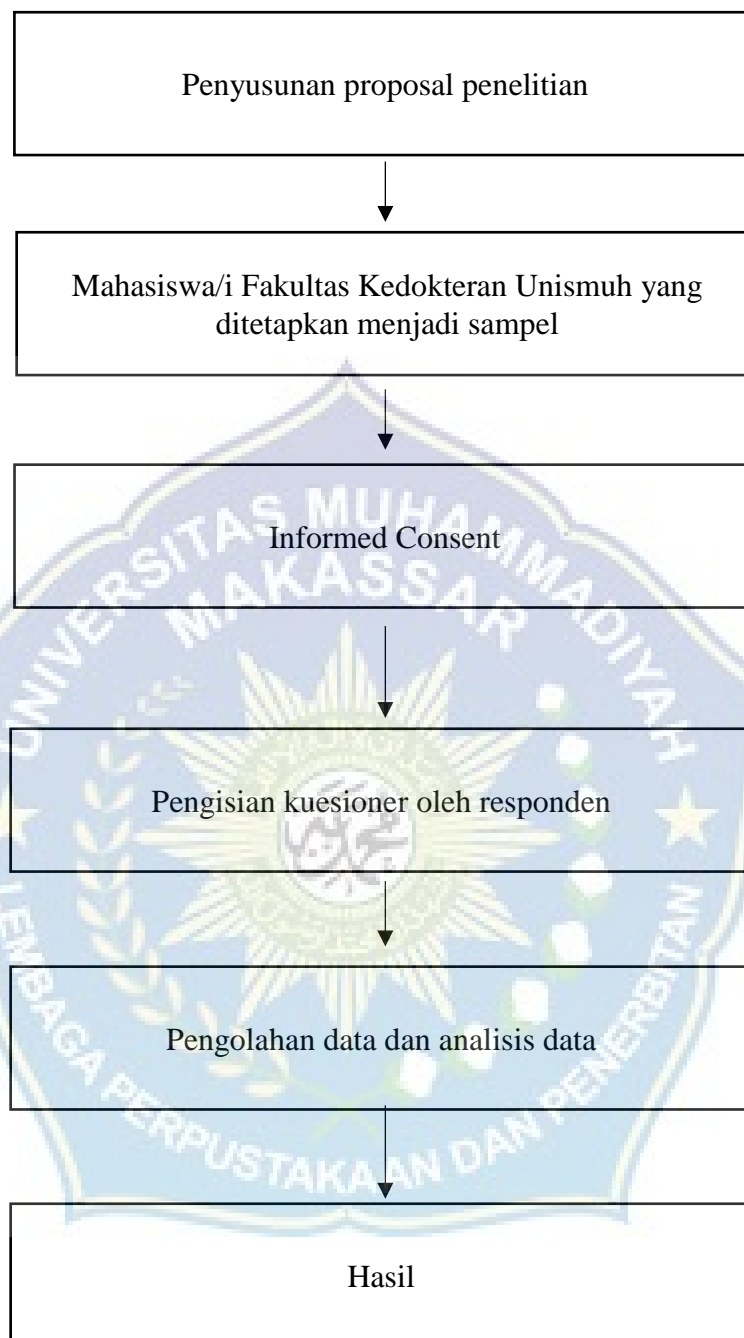 Penyusunan proposal penelitian
Mahasiswa/i Fakultas Kedokteran Unismuh yang
ditetapkan menjadi sampel
UNIVERSITAS MUHAMMADIYAH
MAKASSAR
Informed Consent
Pengisian kuesioner oleh responden
Pengolahan data dan analisis data
LEMBAGA PERPUSTAKAAN DAN PENERBITAN
Hasil